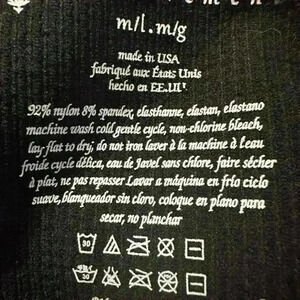 m/l . m/g
made in USA
fabriqué aux États Unis
hecho en EE.UU
92% nylon 8% spandex, elasthanne, elastan, elastano
machine wash cold gentle cycle, non-chlorine bleach,
lay flat to dry, do not iron laver à la machine à l'eau
froide cycle délica, eau de Javel sans chlore, faire sécher
à plat, ne pas repasser Lavar a máquina en frío ciclo
suave, blanqueador sin cloro, coloque en plano para
secar, no planchar
30
30